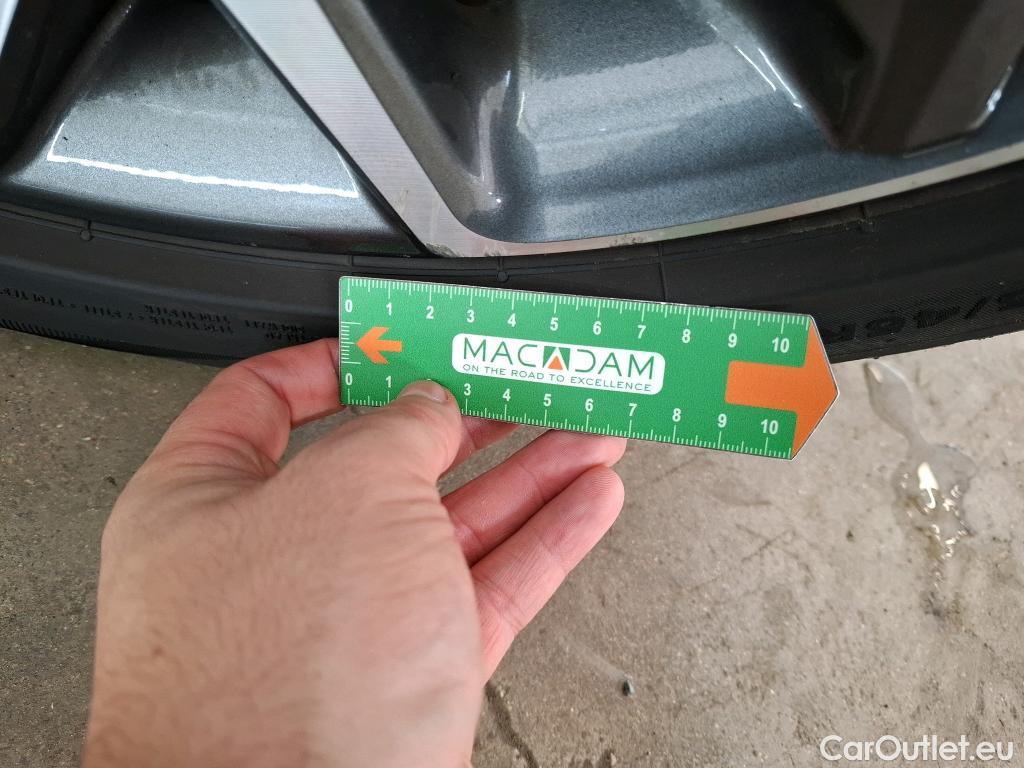 0 1 2 3 4 5 6 7 8 9 10
MACADAM
ON THE ROAD TO EXCELLENCE
0 1 3 4 5 6 7 8 9 10
CarOutlet.eu